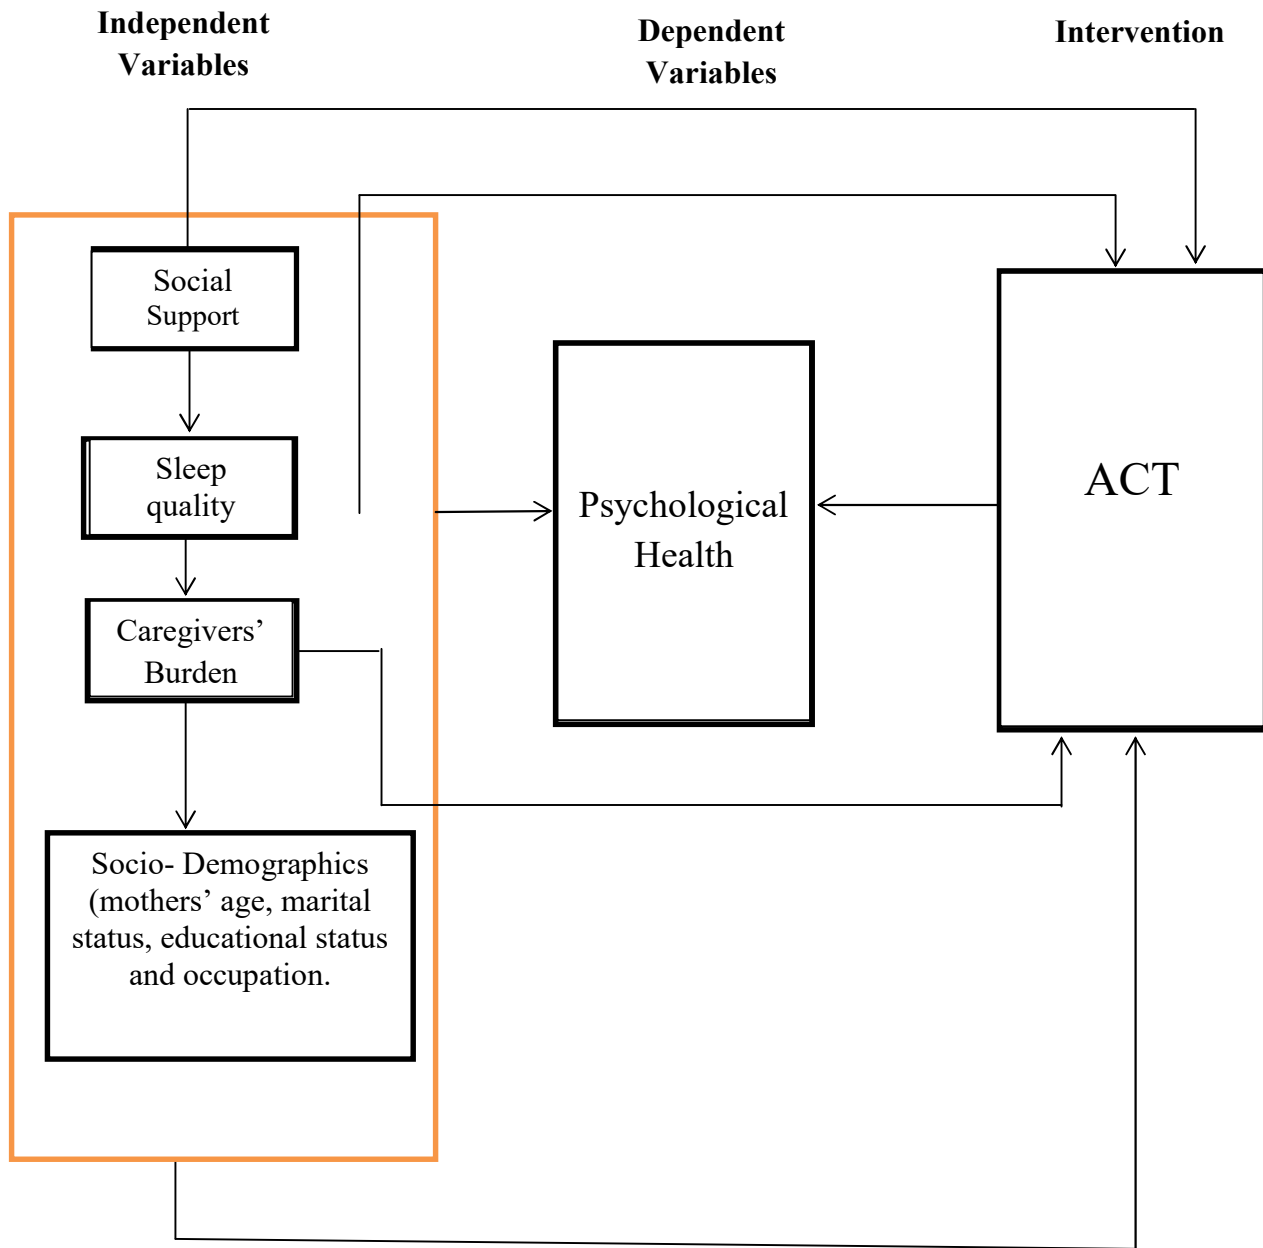 Independent
Variables
Dependent
Variables
Intervention
Social
Support
Sleep
quality
Caregivers’
Burden
Socio- Demographics
(mothers’ age, marital
status, educational status
and occupation.
Psychological
Health
ACT